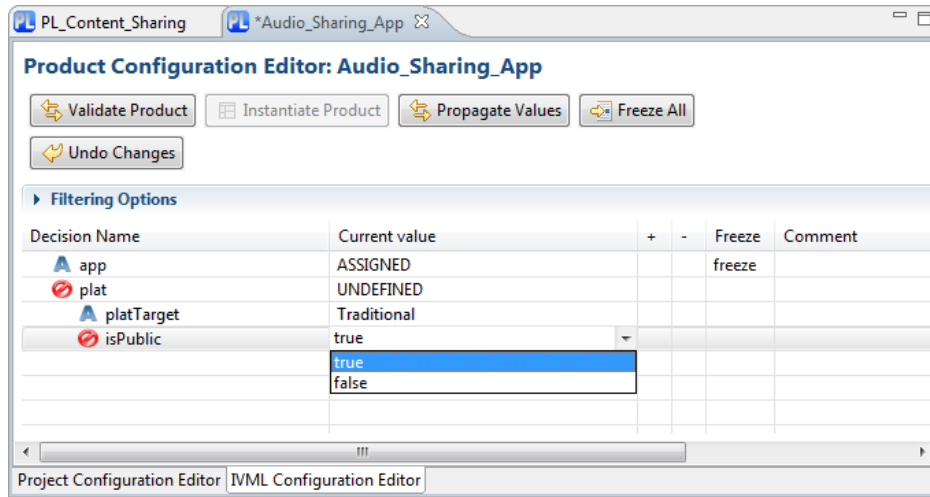 PL PL_Content_Sharing PL *Audio_Sharing_App
Product Configuration Editor: Audio_Sharing_App
Validate Product Instantiate Product Propagate Values Freeze All
Undo Changes
Filtering Options
Decision Name Current value + - Freeze Comment
A app ASSIGNED freeze
plat UNDEFINED
A platTarget Traditional
isPublic true
true
false
Project Configuration Editor IVML Configuration Editor